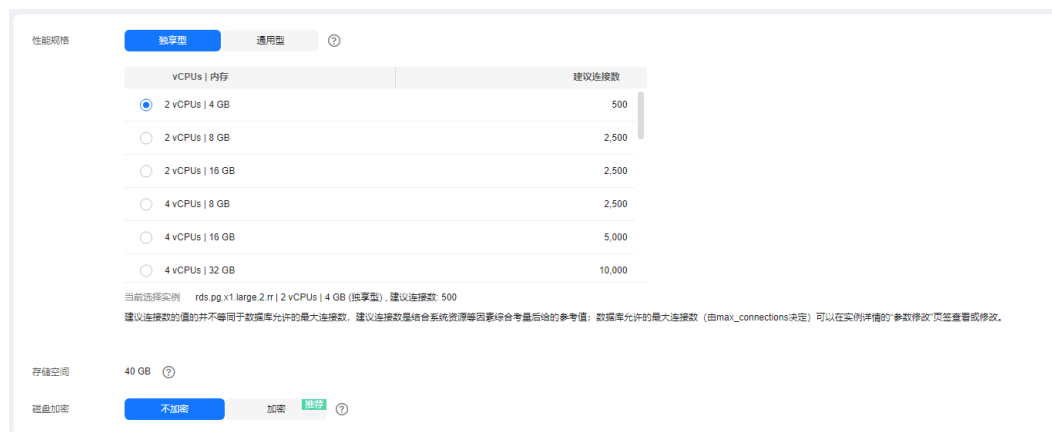 性能规格 独享型 通用型 ?
vCPUs | 内存 建议连接数
2 vCPUs | 4 GB 500
2 vCPUs | 8 GB 2,500
2 vCPUs | 16 GB 2,500
4 vCPUs | 8 GB 2,500
4 vCPUs | 16 GB 5,000
4 vCPUs | 32 GB 10,000
当前选择实例 rds.pg.x1.large.2.rr | 2 vCPUs | 4 GB (独享型) , 建议连接数: 500
建议连接数的值的并不等同于数据库允许的最大连接数，建议连接数是结合系统资源等因素综合考量后给的参考值；数据库允许的最大连接数（由max_connections决定）可以在实例详情的“参数修改”页签查看或修改。
存储空间 40 GB ?
磁盘加密 不加密 加密 推荐 ?